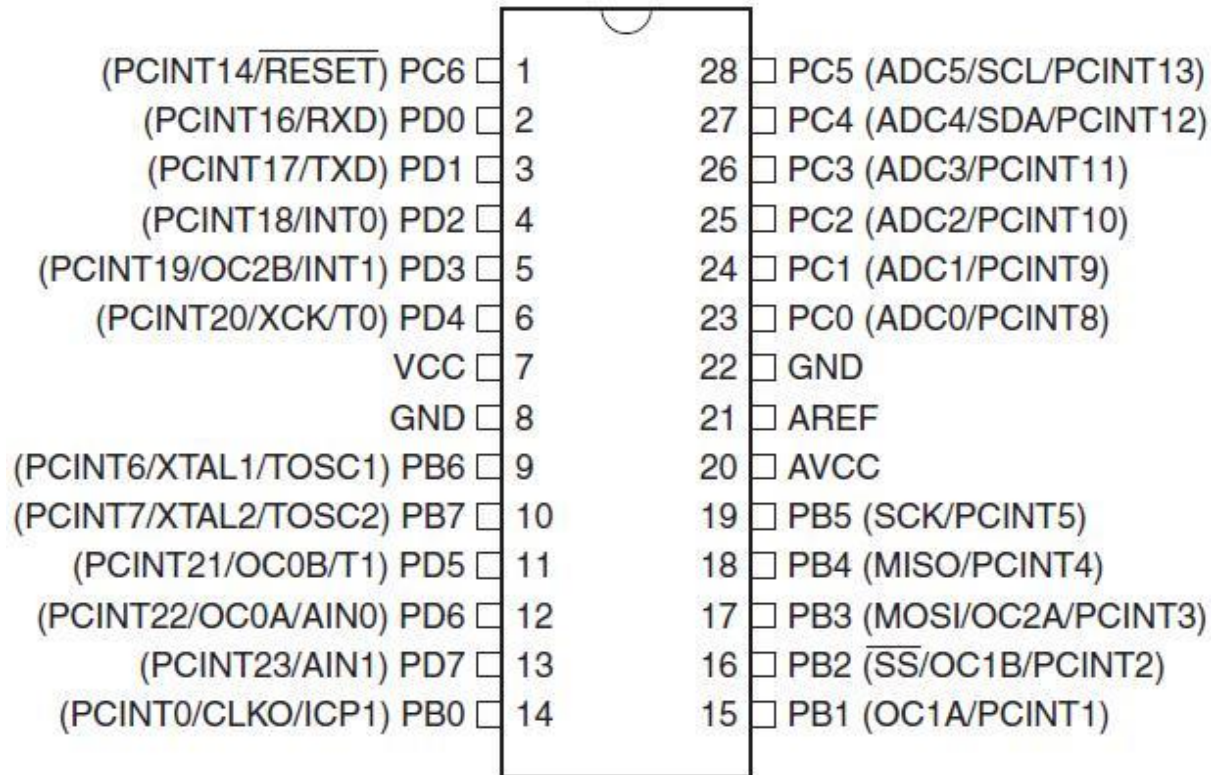 (PCINT14/RESET) PC6 1 28 PC5 (ADC5/SCL/PCINT13)
(PCINT16/RXD) PD0 2 27 PC4 (ADC4/SDA/PCINT12)
(PCINT17/TXD) PD1 3 26 PC3 (ADC3/PCINT11)
(PCINT18/INT0) PD2 4 25 PC2 (ADC2/PCINT10)
(PCINT19/OC2B/INT1) PD3 5 24 PC1 (ADC1/PCINT9)
(PCINT20/XCK/T0) PD4 6 23 PC0 (ADC0/PCINT8)
VCC 7 22 GND
GND 8 21 AREF
(PCINT6/XTAL1/TOSC1) PB6 9 20 AVCC
(PCINT7/XTAL2/TOSC2) PB7 10 19 PB5 (SCK/PCINT5)
(PCINT21/OC0B/T1) PD5 11 18 PB4 (MISO/PCINT4)
(PCINT22/OC0A/AIN0) PD6 12 17 PB3 (MOSI/OC2A/PCINT3)
(PCINT23/AIN1) PD7 13 16 PB2 (SS/OC1B/PCINT2)
(PCINT0/CLKO/ICP1) PB0 14 15 PB1 (OC1A/PCINT1)